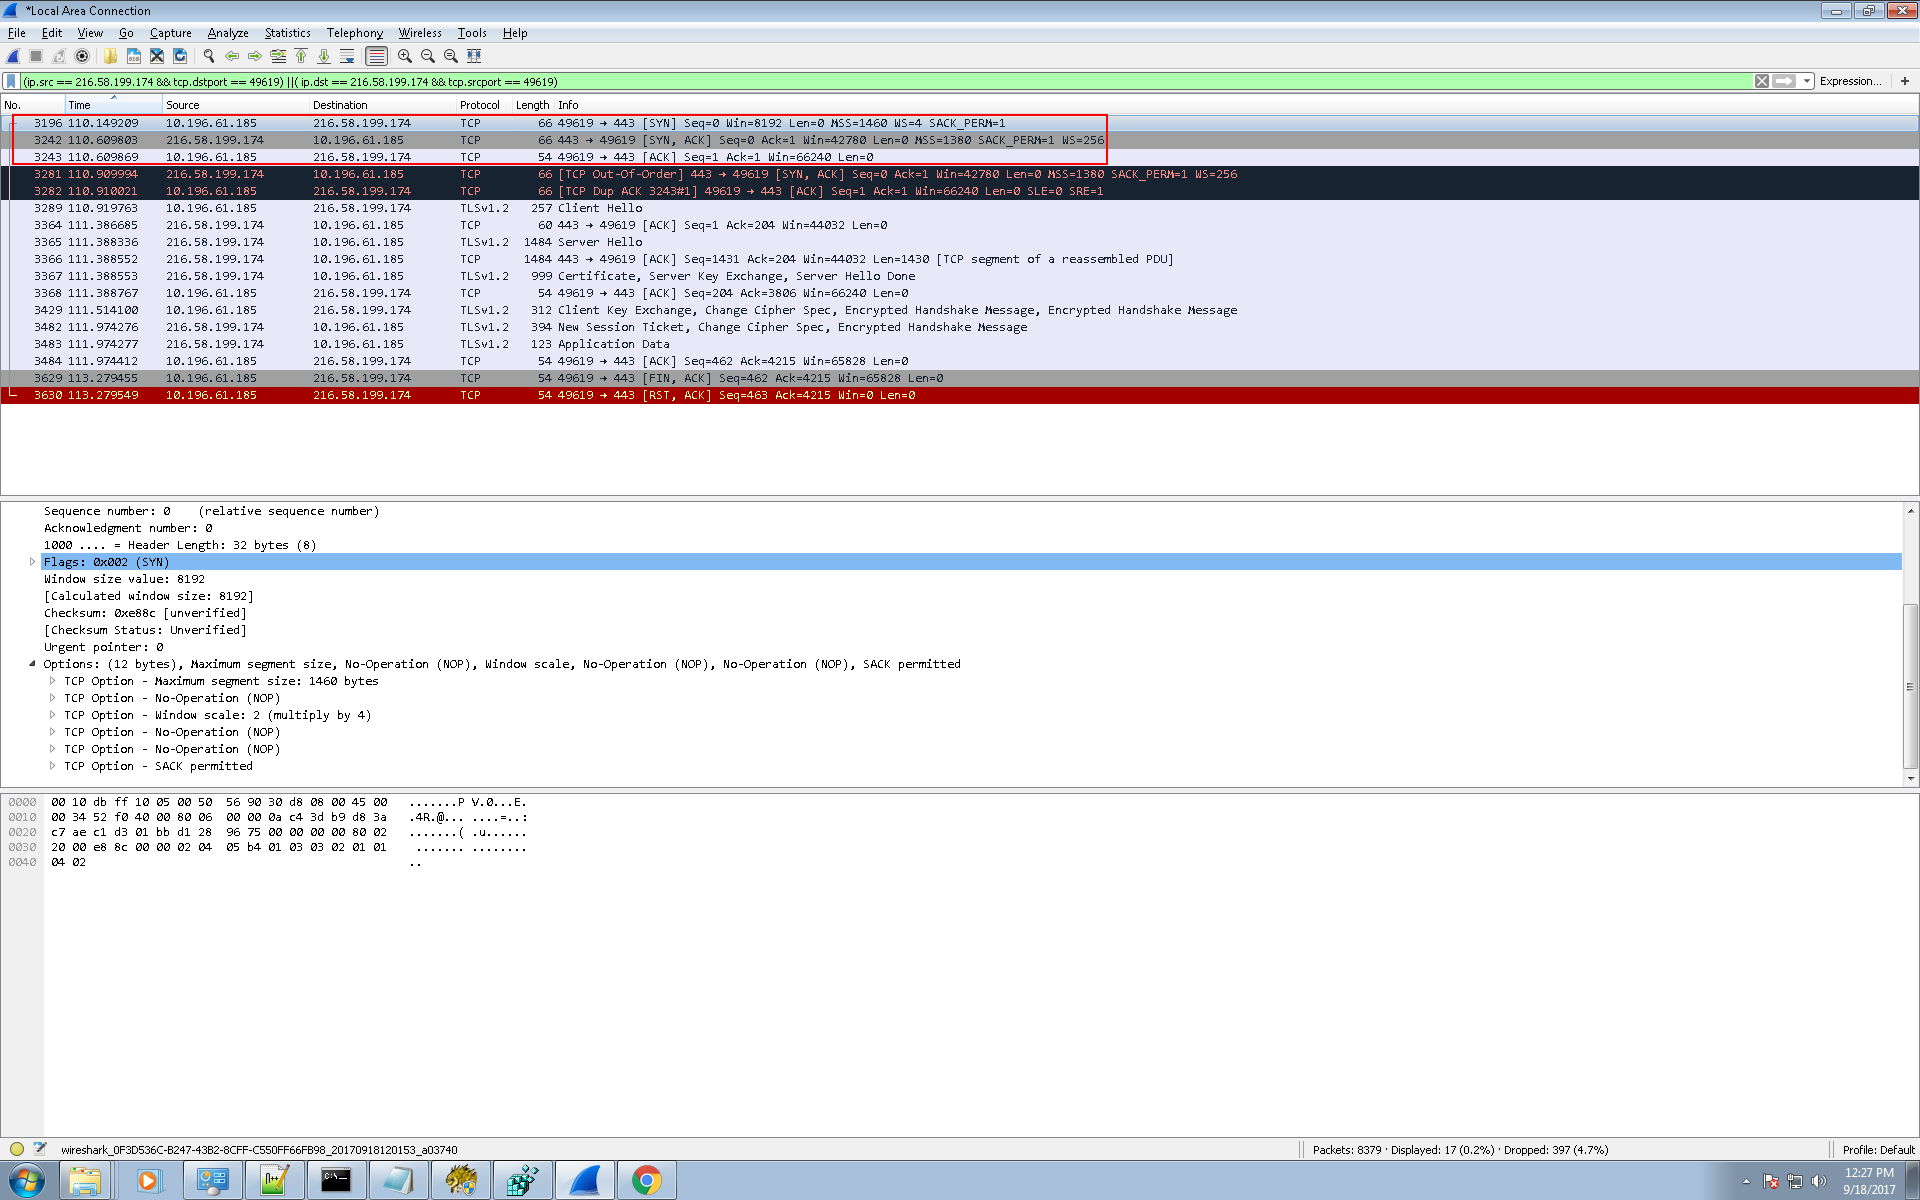 *Local Area Connection
File Edit View Go Capture Analyze Statistics Telephony Wireless Tools Help
(ip.src == 216.58.199.174 && tcp.dstport == 49619) ||( ip.dst == 216.58.199.174 && tcp.srcport == 49619) Expression... +
No. Time Source Destination Protocol Length Info
3196 110.149209 10.196.61.185 216.58.199.174 TCP 66 49619 → 443 [SYN] Seq=0 Win=8192 Len=0 MSS=1460 WS=4 SACK_PERM=1
3242 110.609803 216.58.199.174 10.196.61.185 TCP 66 443 → 49619 [SYN, ACK] Seq=0 Ack=1 Win=42780 Len=0 MSS=1380 SACK_PERM=1 WS=256
3243 110.609869 10.196.61.185 216.58.199.174 TCP 54 49619 → 443 [ACK] Seq=1 Ack=1 Win=66240 Len=0
3281 110.909994 216.58.199.174 10.196.61.185 TCP 66 [TCP Out-Of-Order] 443 → 49619 [SYN, ACK] Seq=0 Ack=1 Win=42780 Len=0 MSS=1380 SACK_PERM=1 WS=256
3282 110.910021 10.196.61.185 216.58.199.174 TCP 66 [TCP Dup ACK 3243#1] 49619 → 443 [ACK] Seq=1 Ack=1 Win=66240 Len=0 SLE=0 SRE=1
3289 110.919763 10.196.61.185 216.58.199.174 TLSv1.2 257 Client Hello
3364 111.386685 216.58.199.174 10.196.61.185 TCP 60 443 → 49619 [ACK] Seq=1 Ack=204 Win=44032 Len=0
3365 111.388336 216.58.199.174 10.196.61.185 TLSv1.2 1484 Server Hello
3366 111.388552 216.58.199.174 10.196.61.185 TCP 1484 443 → 49619 [ACK] Seq=1431 Ack=204 Win=44032 Len=1430 [TCP segment of a reassembled PDU]
3367 111.388553 216.58.199.174 10.196.61.185 TLSv1.2 999 Certificate, Server Key Exchange, Server Hello Done
3368 111.388767 10.196.61.185 216.58.199.174 TCP 54 49619 → 443 [ACK] Seq=204 Ack=3806 Win=66240 Len=0
3429 111.514100 10.196.61.185 216.58.199.174 TLSv1.2 312 Client Key Exchange, Change Cipher Spec, Encrypted Handshake Message, Encrypted Handshake Message
3482 111.974276 216.58.199.174 10.196.61.185 TLSv1.2 394 New Session Ticket, Change Cipher Spec, Encrypted Handshake Message
3483 111.974277 216.58.199.174 10.196.61.185 TLSv1.2 123 Application Data
3484 111.974412 10.196.61.185 216.58.199.174 TCP 54 49619 → 443 [ACK] Seq=462 Ack=4215 Win=65828 Len=0
3629 113.279455 10.196.61.185 216.58.199.174 TCP 54 49619 → 443 [FIN, ACK] Seq=462 Ack=4215 Win=65828 Len=0
3630 113.279549 10.196.61.185 216.58.199.174 TCP 54 49619 → 443 [RST, ACK] Seq=463 Ack=4215 Win=0 Len=0
Sequence number: 0 (relative sequence number)
Acknowledgment number: 0
1000 .... = Header Length: 32 bytes (8)
Flags: 0x002 (SYN)
Window size value: 8192
[Calculated window size: 8192]
Checksum: 0xe88c [unverified]
[Checksum Status: Unverified]
Urgent pointer: 0
Options: (12 bytes), Maximum segment size, No-Operation (NOP), Window scale, No-Operation (NOP), No-Operation (NOP), SACK permitted
TCP Option - Maximum segment size: 1460 bytes
TCP Option - No-Operation (NOP)
TCP Option - Window scale: 2 (multiply by 4)
TCP Option - No-Operation (NOP)
TCP Option - No-Operation (NOP)
TCP Option - SACK permitted
0000 00 10 db ff 10 05 00 50 56 90 30 d8 08 00 45 00 .......P V.0...E.
0010 00 34 52 f0 40 00 80 06 00 00 0a c4 3d b9 d8 3a .4R.@... ....=..:
0020 c7 ae c1 d3 01 bb d1 28 96 75 00 00 00 00 80 02 .......( .u......
0030 20 00 e8 8c 00 00 02 04 05 b4 01 03 03 02 01 01 ....... ........
0040 04 02 ..
wireshark_0F3D536C-B247-43B2-8CFF-C550FF66FB98_20170918120153_a03740 Packets: 8379 · Displayed: 17 (0.2%) · Dropped: 397 (4.7%) Profile: Default
12:27 PM
9/18/2017